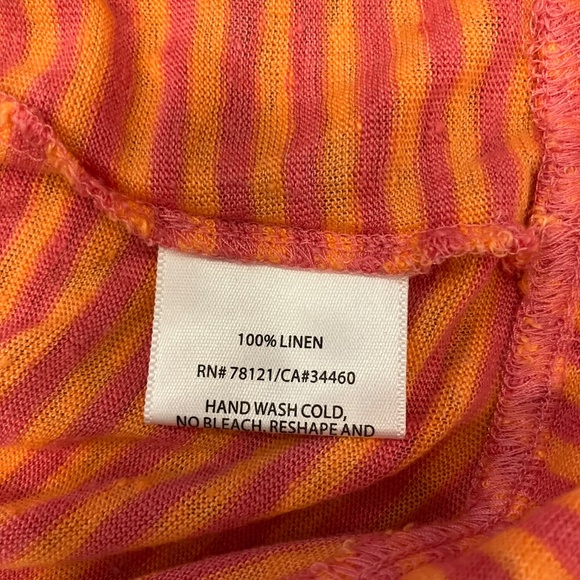 100% LINEN
RN# 78121/CA#34460
HAND WASH COLD,
NO BLEACH, RESHAPE AND